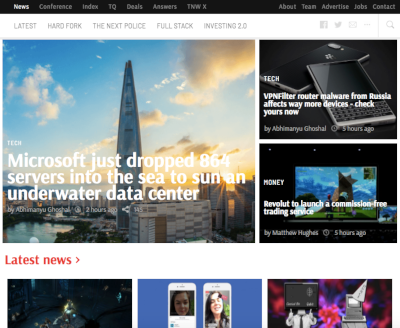 News Conference Index TQ Deals Answers TNW X About Team Advertise Jobs Contact
LATEST HARD FORK THE NEXT POLICE FULL STACK INVESTING 2.0
TECH
Microsoft just dropped 864
servers into the sea to sun an
underwater data center
by Abhimanyu Ghoshal 2 hours ago 145
TECH
VPNFilter router malware from Russia
affects way more devices - check
yours now
by Abhimanyu Ghoshal 5 hours ago
MONEY
Revolut to launch a commission-free
trading service
by Matthew Hughes 5 hours ago
Latest news >